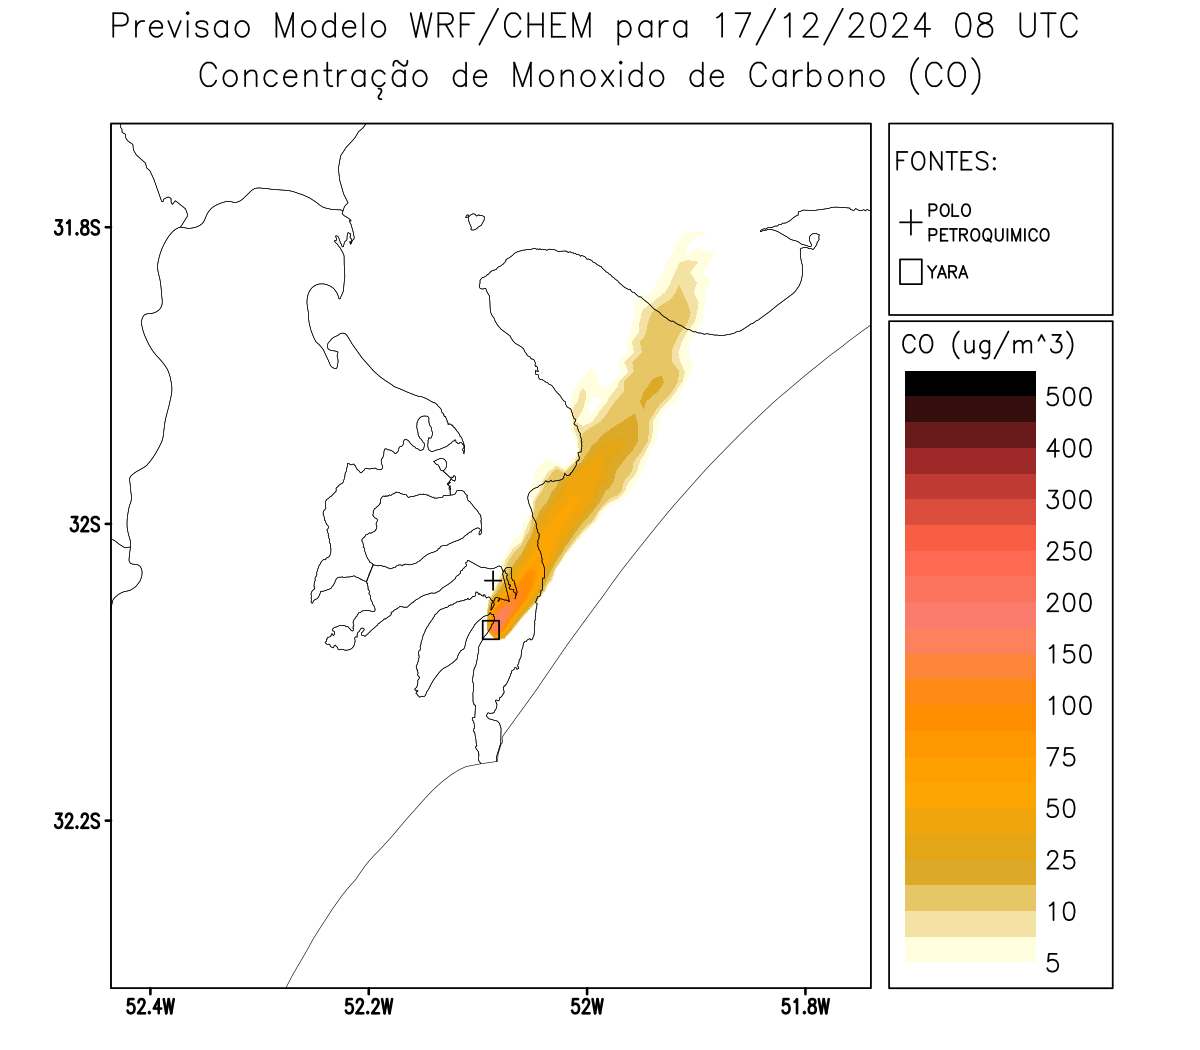 Previsao Modelo WRF/CHEM para 17/12/2024 08 UTC
Concentração de Monoxido de Carbono (CO)
FONTES:
POLO
PETROQUIMICO
YARA
CO (ug/m^3)
500
400
300
250
200
150
100
75
50
25
10
5
31.8S
32S
32.2S
52.4W
52.2W
52W
51.8W